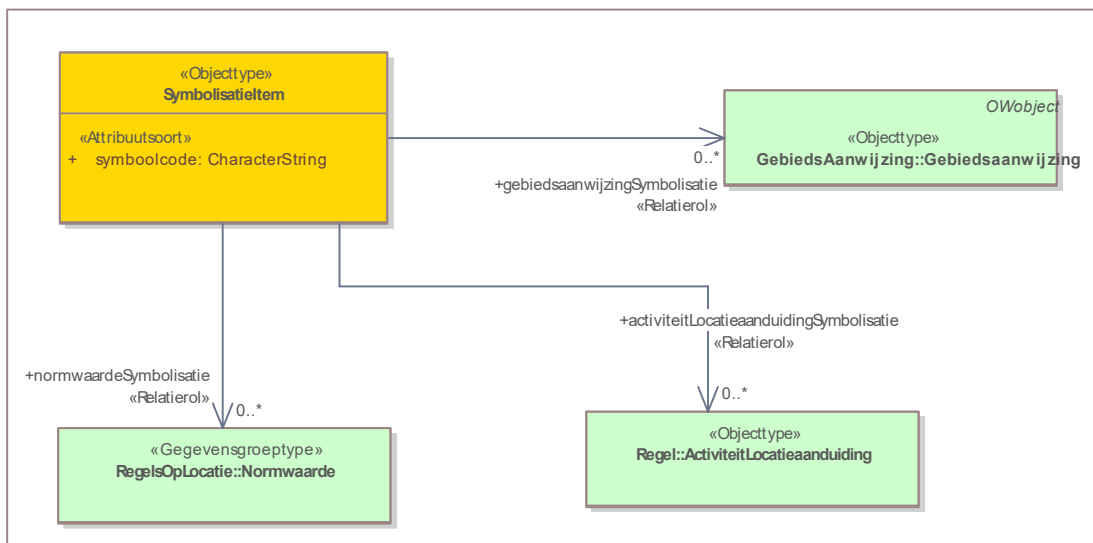 «Objecttype»
SymbolisatieItem
«Attribuutsoort»
+ symboolcode: CharacterString
OWobject
«Objecttype»
GebiedsAanwijzing::Gebiedsaanwijzing
0..*
+gebiedsaanwijzingSymbolisatie
«Relatierol»
+activiteitLocatieaanduidingSymbolisatie
«Relatierol»
+normwaardeSymbolisatie
«Relatierol»
0..*
0..*
«Gegevensgroeptype»
RegelsOpLocatie::Normwaarde
«Objecttype»
Regel::ActiviteitLocatieaanduiding